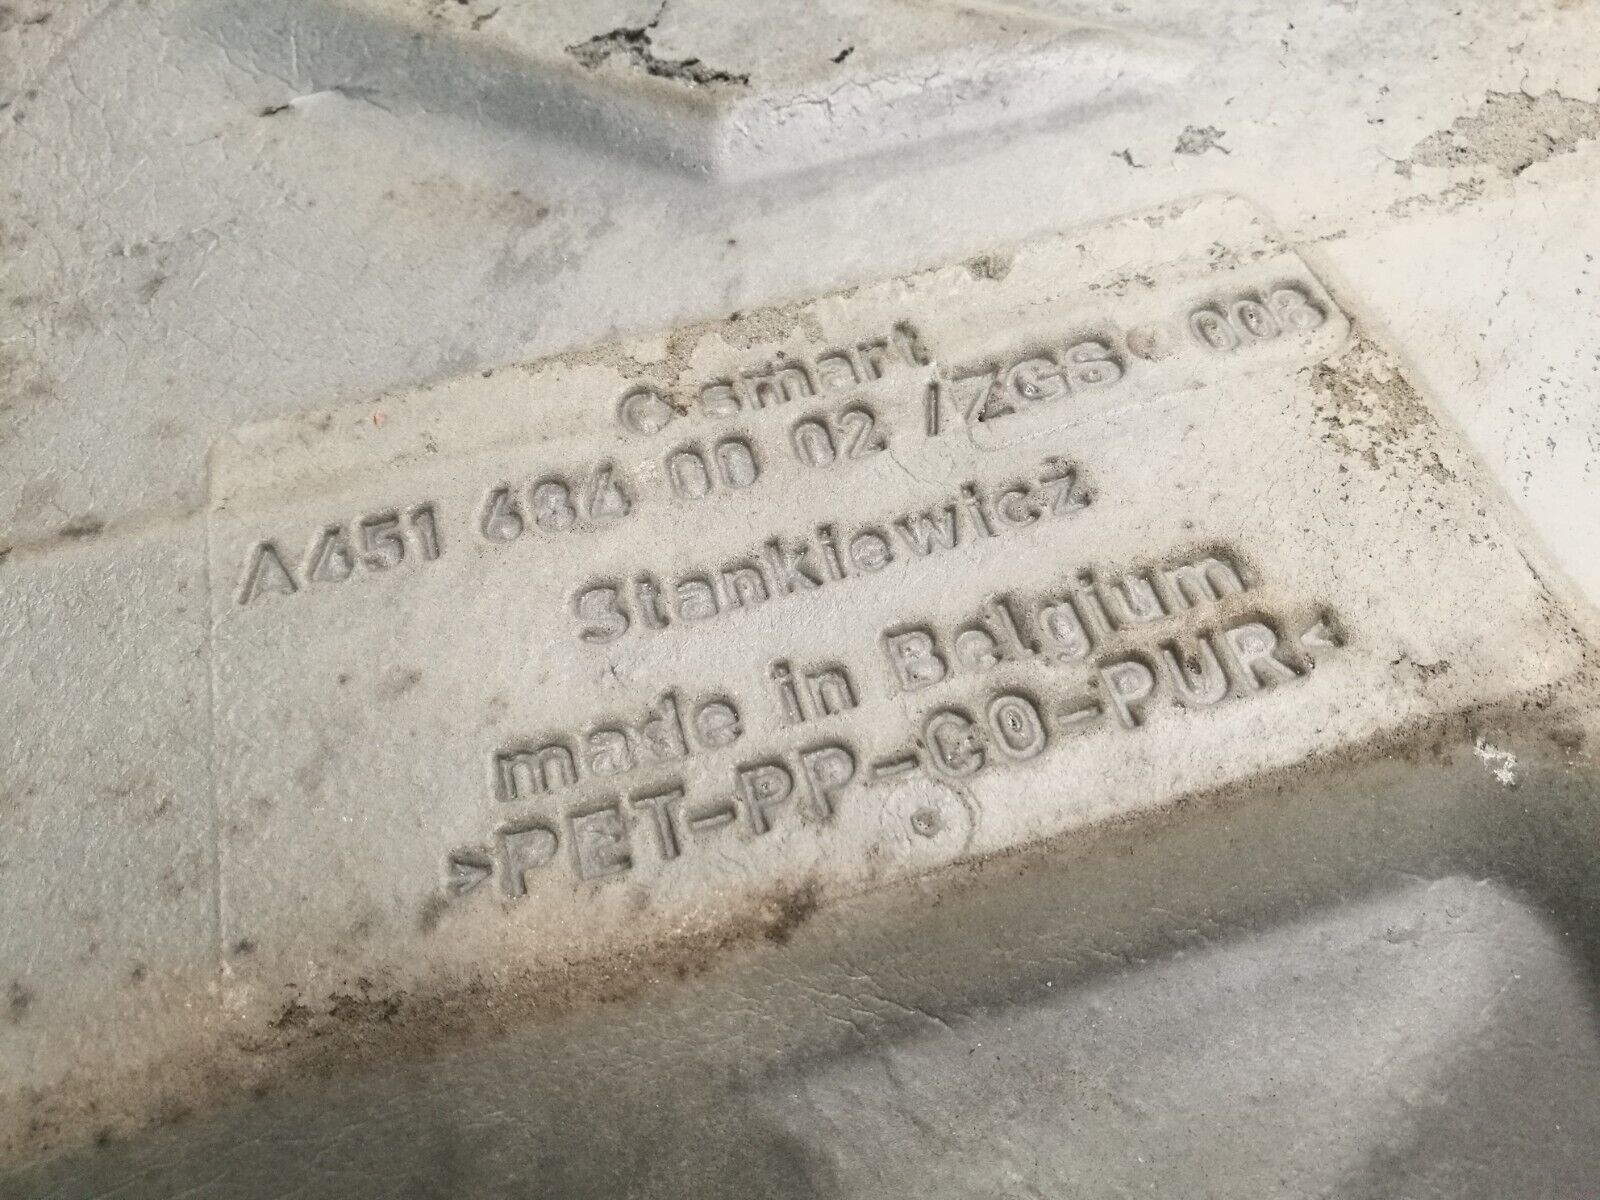 smart
A451 684 00 02 /ZGS 003
Stankiewicz
made in Belgium
>PET-PP-CO-PUR<